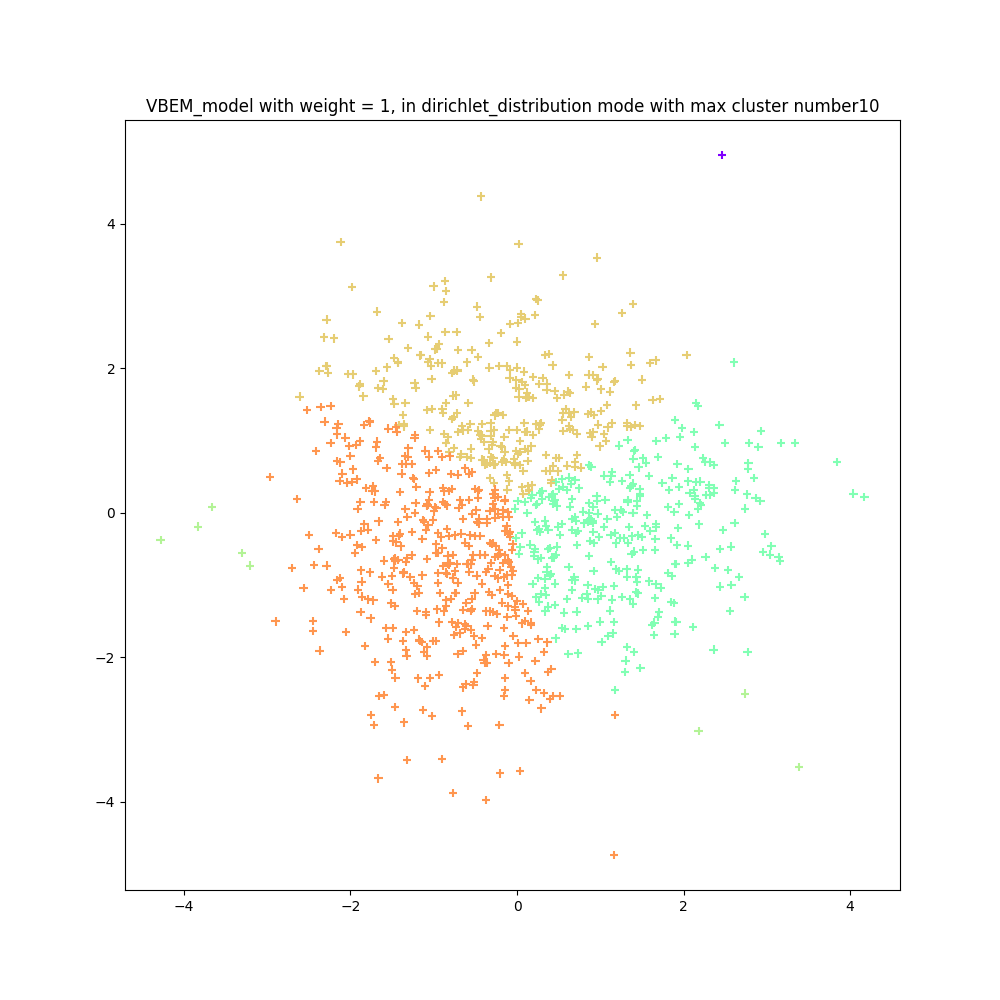 VBEM_model with weight = 1, in dirichlet_distribution mode with max cluster number10
4
2
0
−2
−4
−4 −2 0 2 4